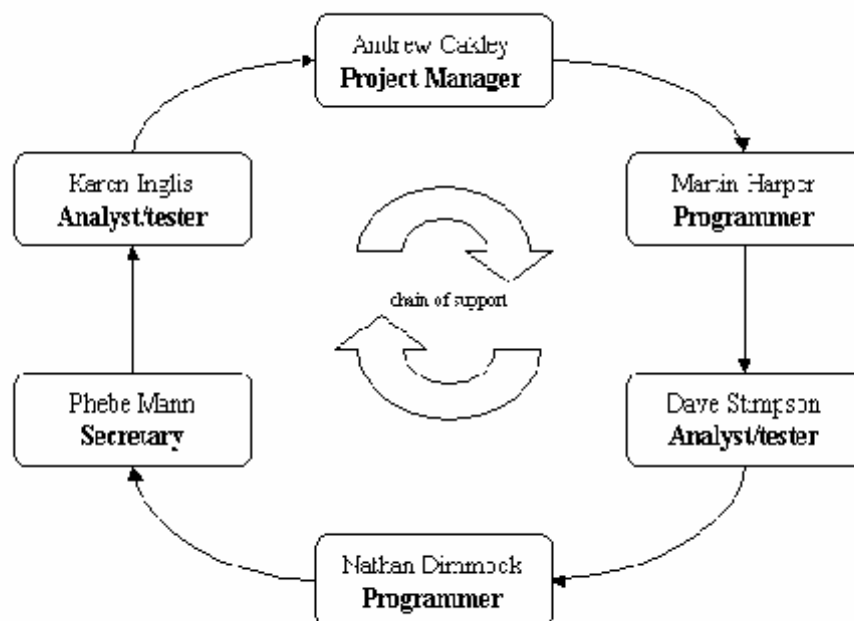 Andrew Oakley
Project Manager
Karen Inglis
Analyst/tester
Martin Harper
Programmer
chain of support
Phebe Mann
Secretary
Dave Stimpson
Analyst/tester
Nathan Dimmock
Programmer